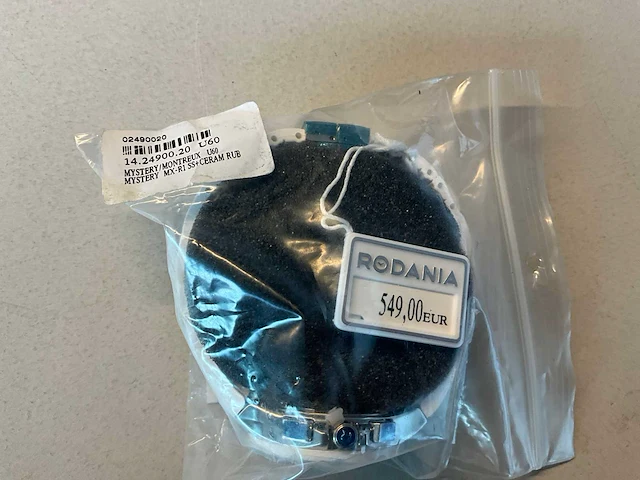 02490020
14.24900.20 U60
MYSTERY/MONTREUX U60
MYSTERY MX-R1 SS+CERAM RUB
RODANIA
549,00EUR